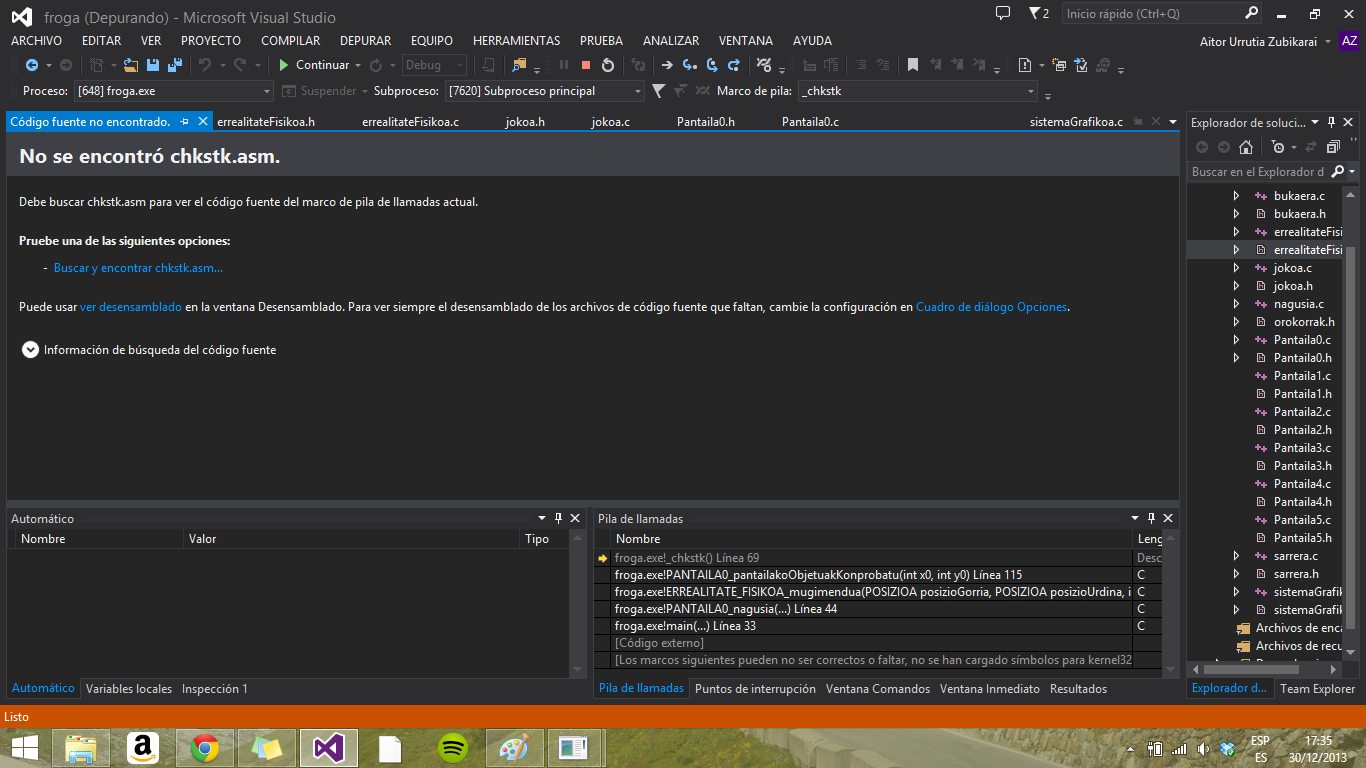 froga (Depurando) - Microsoft Visual Studio
2
Inicio rápido (Ctrl+Q)
ARCHIVO EDITAR VER PROYECTO COMPILAR DEPURAR EQUIPO HERRAMIENTAS PRUEBA ANALIZAR VENTANA AYUDA
Aitor Urrutia Zubikarai AZ
Continuar Debug
Proceso: [648] froga.exe Suspender Subproceso: [7620] Subproceso principal Marco de pila: _chkstk
Código fuente no encontrado. errealitateFisikoa.h errealitateFisikoa.c jokoa.h jokoa.c Pantaila0.h Pantaila0.c sistemaGrafikoa.c
No se encontró chkstk.asm.
Debe buscar chkstk.asm para ver el código fuente del marco de pila de llamadas actual.
Pruebe una de las siguientes opciones:
- Buscar y encontrar chkstk.asm...
Puede usar ver desensamblado en la ventana Desensamblado. Para ver siempre el desensamblado de los archivos de código fuente que faltan, cambie la configuración en Cuadro de diálogo Opciones.
Información de búsqueda del código fuente
Explorador de soluci...
Buscar en el Explorador d
bukaera.c
bukaera.h
errealitateFisi
errealitateFisi
jokoa.c
jokoa.h
nagusia.c
orokorrak.h
Pantaila0.c
Pantaila0.h
Pantaila1.c
Pantaila1.h
Pantaila2.c
Pantaila2.h
Pantaila3.c
Pantaila3.h
Pantaila4.c
Pantaila4.h
Pantaila5.c
Pantaila5.h
sarrera.c
sarrera.h
sistemaGrafik
sistemaGrafik
Archivos de enca
Archivos de recu
Explorador d... Team Explorer
Automático
Nombre Valor Tipo
Automático Variables locales Inspección 1
Pila de llamadas
Nombre Leng
froga.exe!_chkstk() Línea 69 Desc
froga.exe!PANTAILA0_pantailakoObjetuakKonprobatu(int x0, int y0) Línea 115 C
froga.exe!ERREALITATE_FISIKOA_mugimendua(POSIZIOA posizioGorria, POSIZIOA posizioUrdina, i C
froga.exe!PANTAILA0_nagusia(...) Línea 44 C
froga.exe!main(...) Línea 33 C
[Código externo]
[Los marcos siguientes pueden no ser correctos o faltar, no se han cargado símbolos para kernel32
Pila de llamadas Puntos de interrupción Ventana Comandos Ventana Inmediato Resultados
Listo
ESP
ES
17:35
30/12/2013